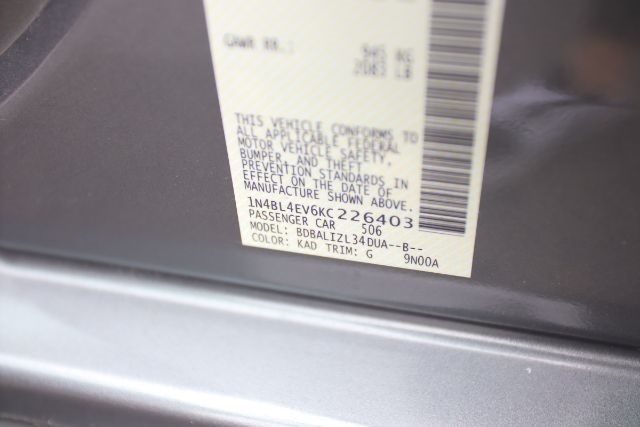 GAWR RR.: 945 KG
2083 LB
THIS VEHICLE CONFORMS TO
ALL APPLICABLE FEDERAL
MOTOR VEHICLE SAFETY,
BUMPER, AND THEFT
PREVENTION STANDARDS IN
EFFECT ON THE DATE OF
MANUFACTURE SHOWN ABOVE.
1N4BL4EV6KC226403
PASSENGER CAR 506
MODEL: BDBALIZL34DUA--B--
COLOR: KAD TRIM: G 9N00A